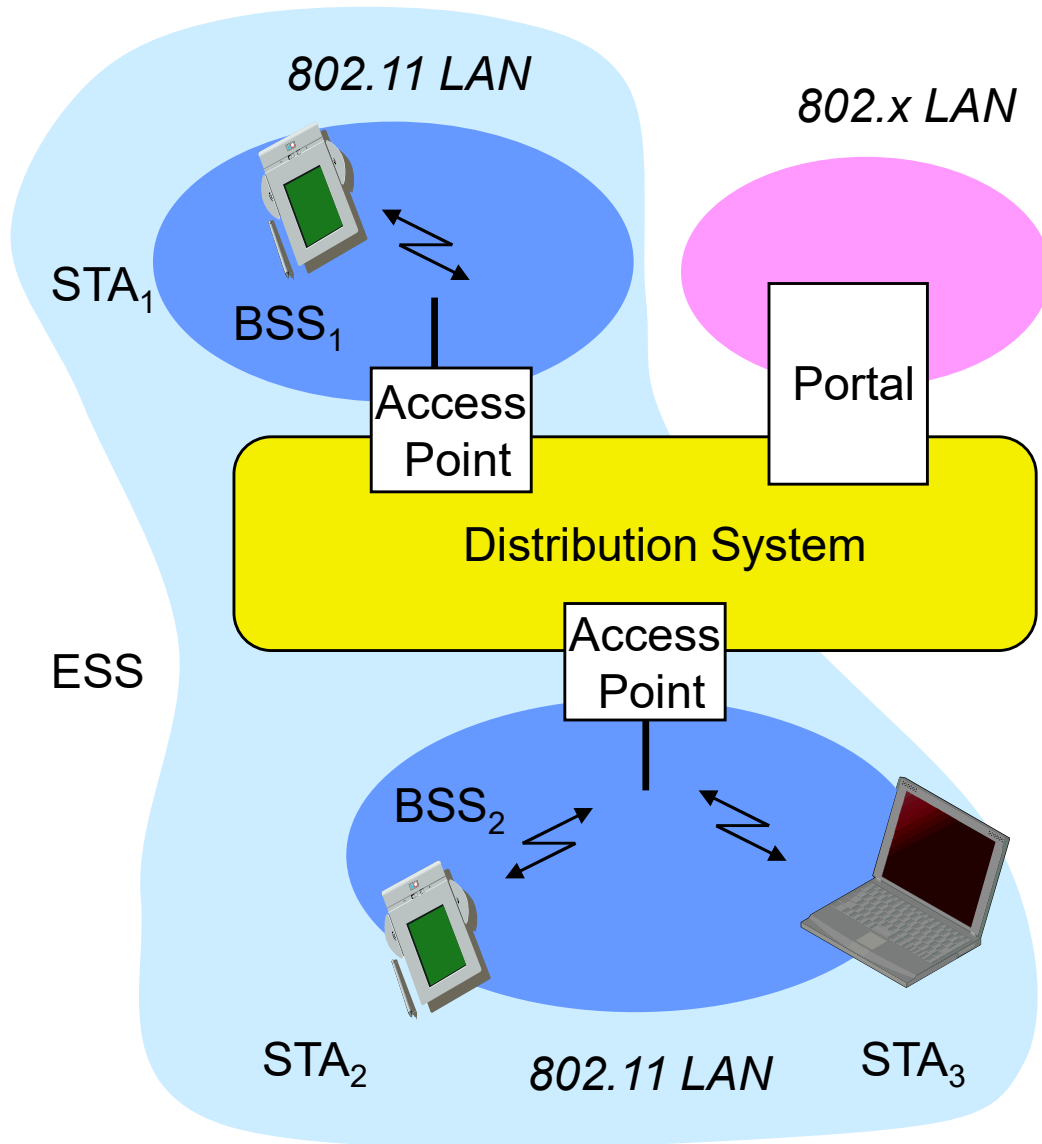 802.11 LAN
802.x LAN
STA₁
BSS₁
Access
Point
Portal
Distribution System
Access
Point
ESS
BSS₂
STA₂
802.11 LAN
STA₃